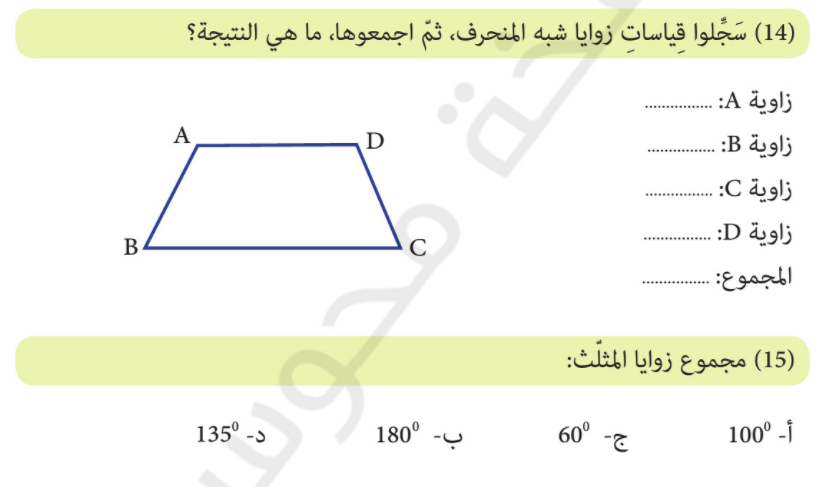 (14) سَجِّلوا قِياساتِ زوايا شبه المنحرف، ثمّ اجمعوها، ما هي النتيجة؟
زاوية A: ................
زاوية B: ................
زاوية C: ................
زاوية D: ................
المجموع: ................
A D
B C
(15) مجموع زوايا المثلّث:
أ- 100⁰ ج- 60⁰ ب- 180⁰ د- 135⁰